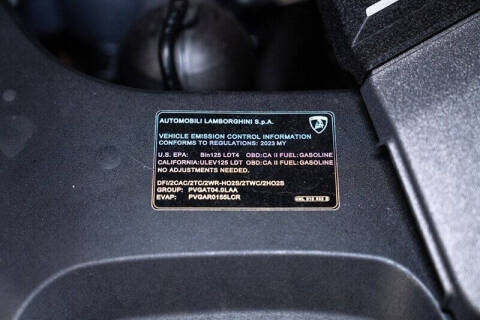 AUTOMOBILI LAMBORGHINI S.p.A.
VEHICLE EMISSION CONTROL INFORMATION
CONFORMS TO REGULATIONS: 2023 MY
U.S. EPA: Bin125 LDT4 OBD:CA II FUEL:GASOLINE
CALIFORNIA:ULEV125 LDT OBD:CA II FUEL:GASOLINE
NO ADJUSTMENTS NEEDED.
DFI/2CAC/2TC/2WR-HO2S/2TWC/2HO2S
GROUP: PVGAT04.0LAA
EVAP: PVGAR0155LCR